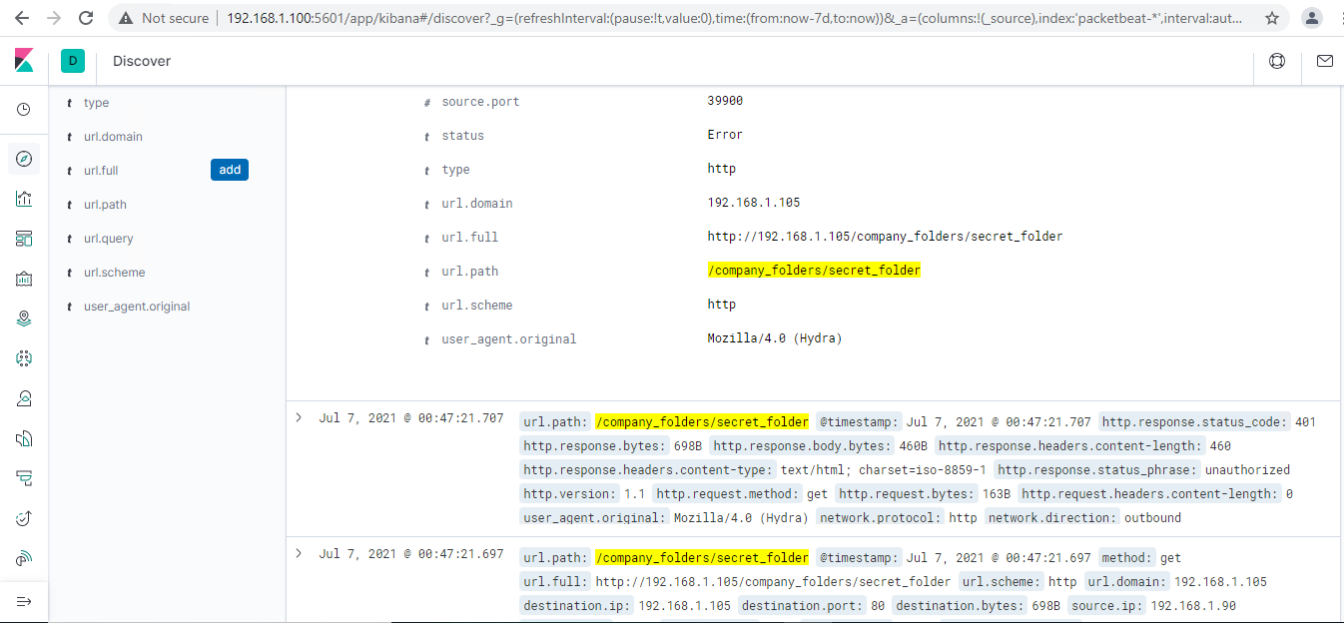 Not secure | 192.168.1.100:5601/app/kibana#/discover?_g=(refreshInterval:(pause:!t,value:0),time:(from:now-7d,to:now))&_a=(columns:!(_source),index:'packetbeat-*',interval:aut...
D Discover
t type
t url.domain
t url.full add
t url.path
t url.query
t url.scheme
t user_agent.original
# source.port 39900
t status Error
t type http
t url.domain 192.168.1.105
t url.full http://192.168.1.105/company_folders/secret_folder
t url.path /company_folders/secret_folder
t url.scheme http
t user_agent.original Mozilla/4.0 (Hydra)
Jul 7, 2021 @ 00:47:21.707 url.path: /company_folders/secret_folder @timestamp: Jul 7, 2021 @ 00:47:21.707 http.response.status_code: 401
http.response.bytes: 698B http.response.body.bytes: 460B http.response.headers.content-length: 460
http.response.headers.content-type: text/html; charset=iso-8859-1 http.response.status_phrase: unauthorized
http.version: 1.1 http.request.method: get http.request.bytes: 163B http.request.headers.content-length: 0
user_agent.original: Mozilla/4.0 (Hydra) network.protocol: http network.direction: outbound
Jul 7, 2021 @ 00:47:21.697 url.path: /company_folders/secret_folder @timestamp: Jul 7, 2021 @ 00:47:21.697 method: get
url.full: http://192.168.1.105/company_folders/secret_folder url.scheme: http url.domain: 192.168.1.105
destination.ip: 192.168.1.105 destination.port: 80 destination.bytes: 698B source.ip: 192.168.1.90